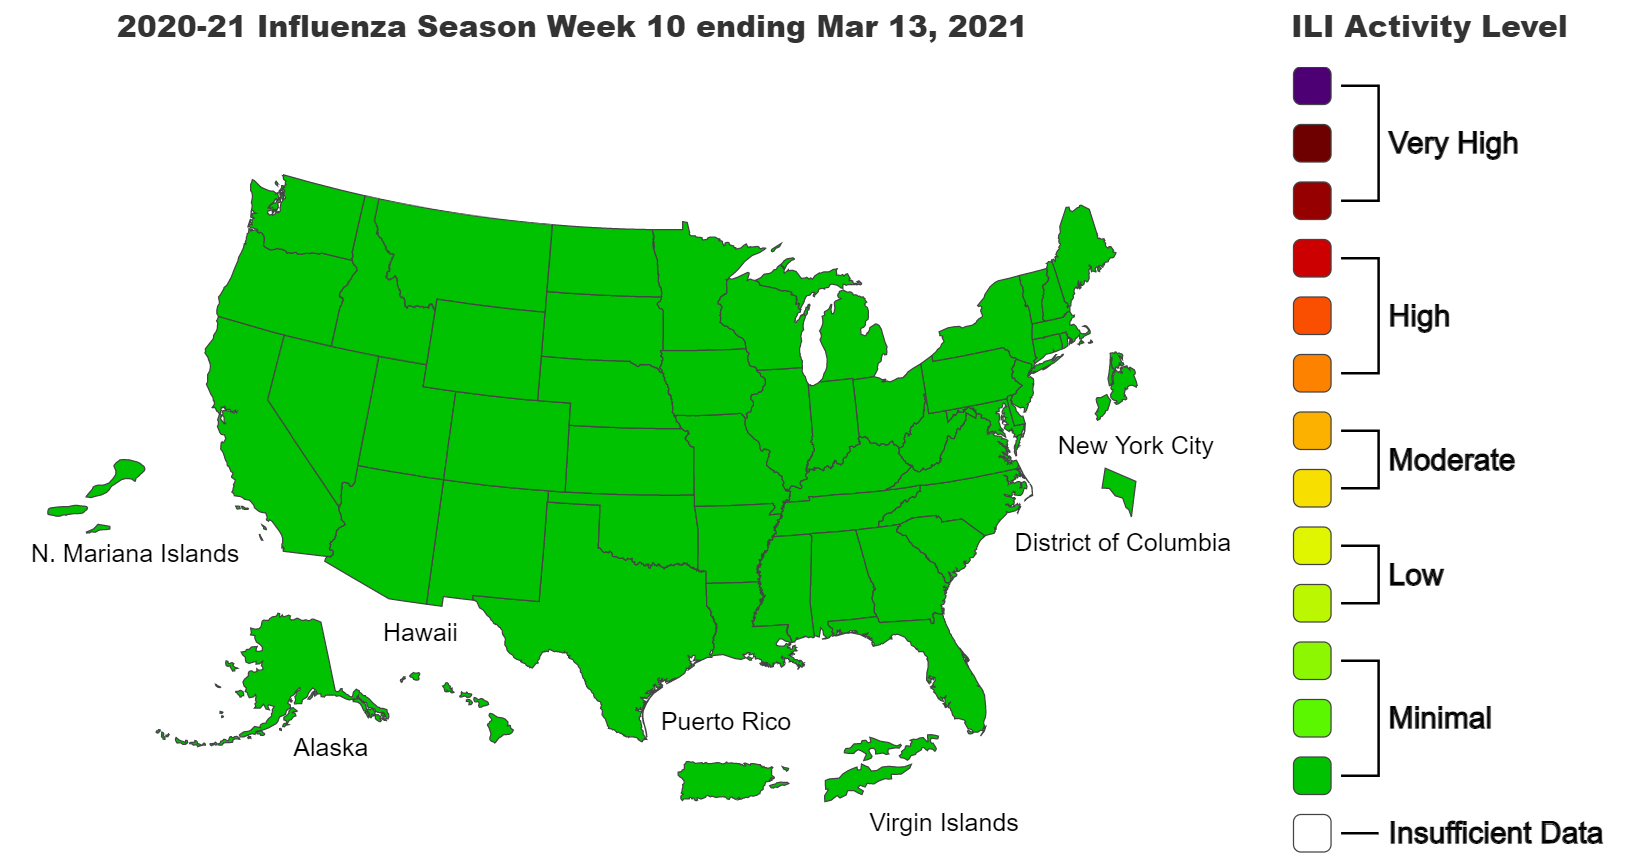 2020-21 Influenza Season Week 10 ending Mar 13, 2021
ILI Activity Level
Very High
High
Moderate
Low
Minimal
Insufficient Data
New York City
District of Columbia
N. Mariana Islands
Hawaii
Alaska
Puerto Rico
Virgin Islands